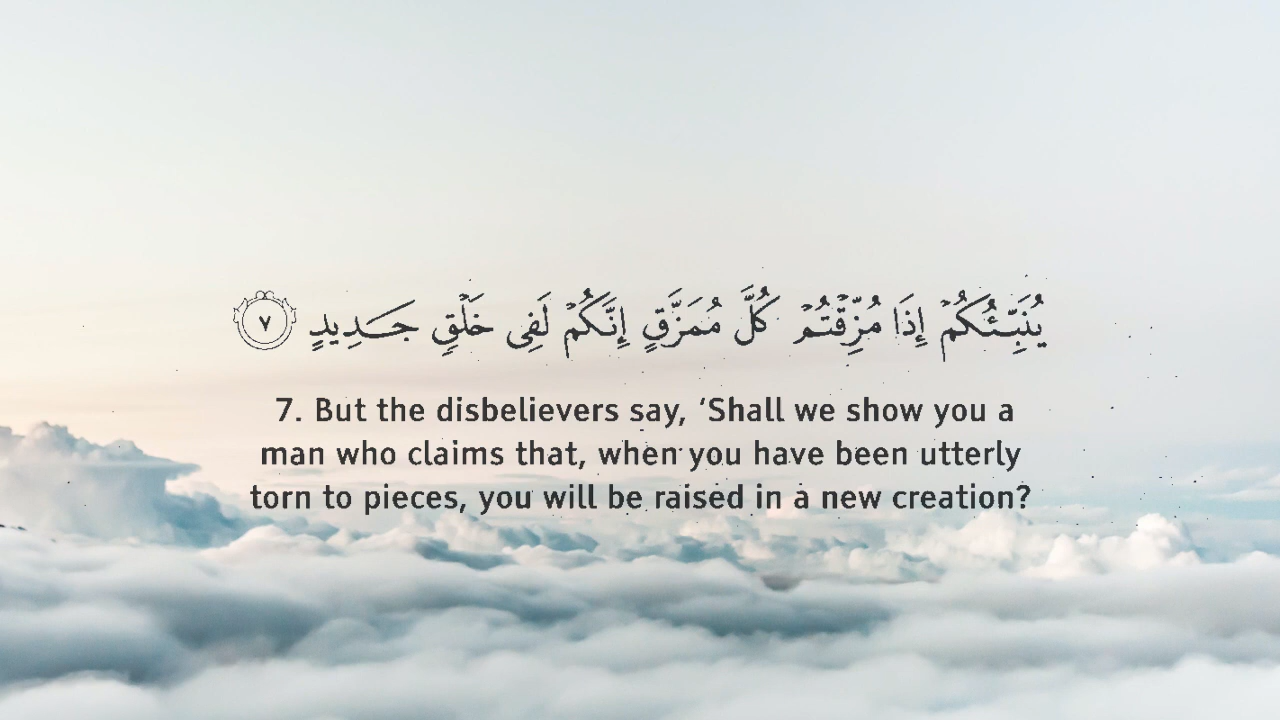 يُنَبِّئُكُمْ إِذَا مُزِّقْتُمْ كُلَّ مُمَزَّقٍ إِنَّكُمْ لَفِى خَلْقٍ جَدِيدٍ ٧
7. But the disbelievers say, ‘Shall we show you a
man who claims that, when you have been utterly
torn to pieces, you will be raised in a new creation?